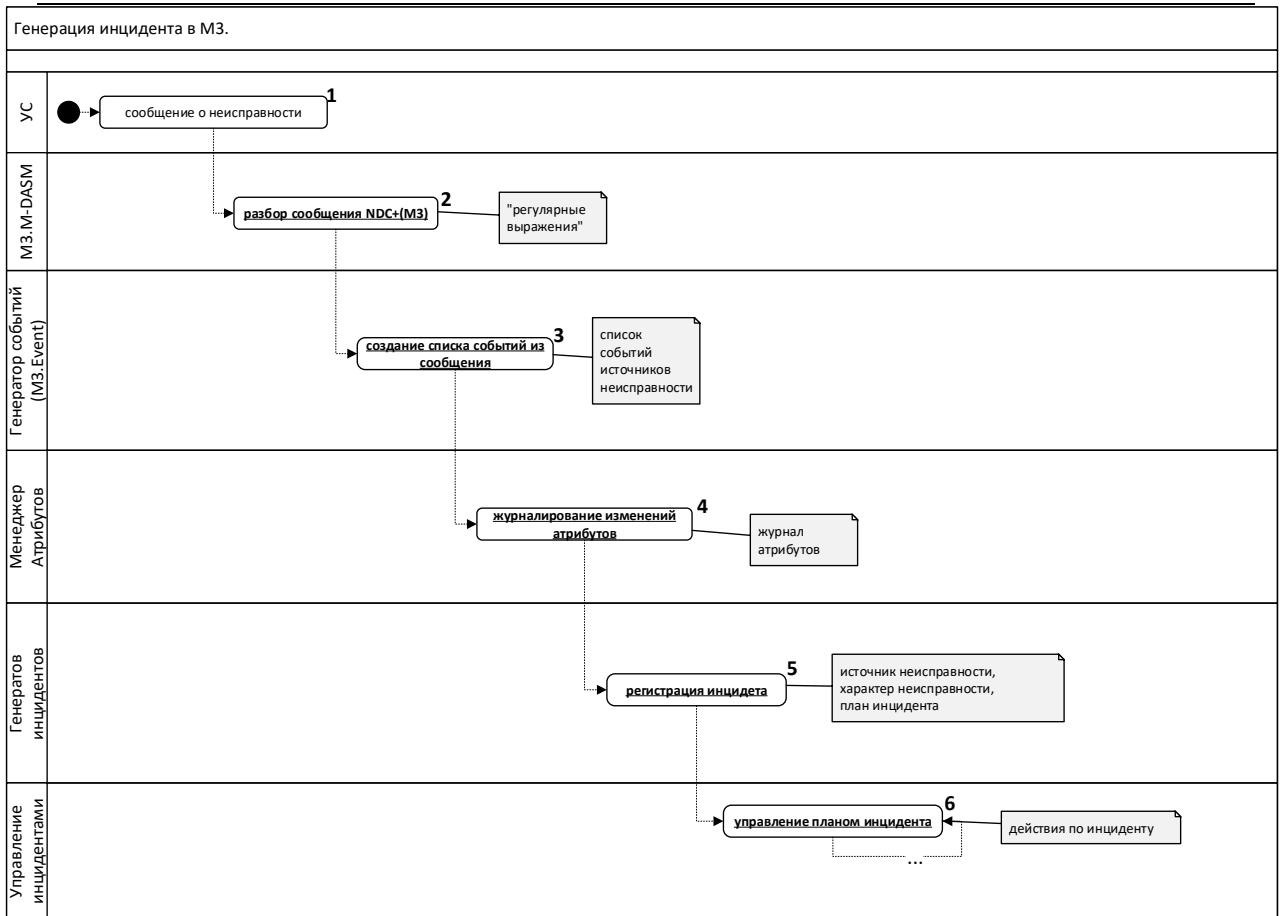 Генерация инцидента в М3.
УС
1
сообщение о неисправности
М3.M-DASM
2
разбор сообщения NDC+(М3)
"регулярные
выражения"
Генератор событий
(M3.Event)
3
создание списка событий из
сообщения
список
событий
источников
неисправности
Менеджер
Атрибутов
4
журналирование изменений
атрибутов
журнал
атрибутов
Генератов
инцидентов
5
регистрация инцидета
источник неисправности,
характер неисправности,
план инцидента
Управление
инцидентами
6
управление планом инцидента
действия по инциденту
...